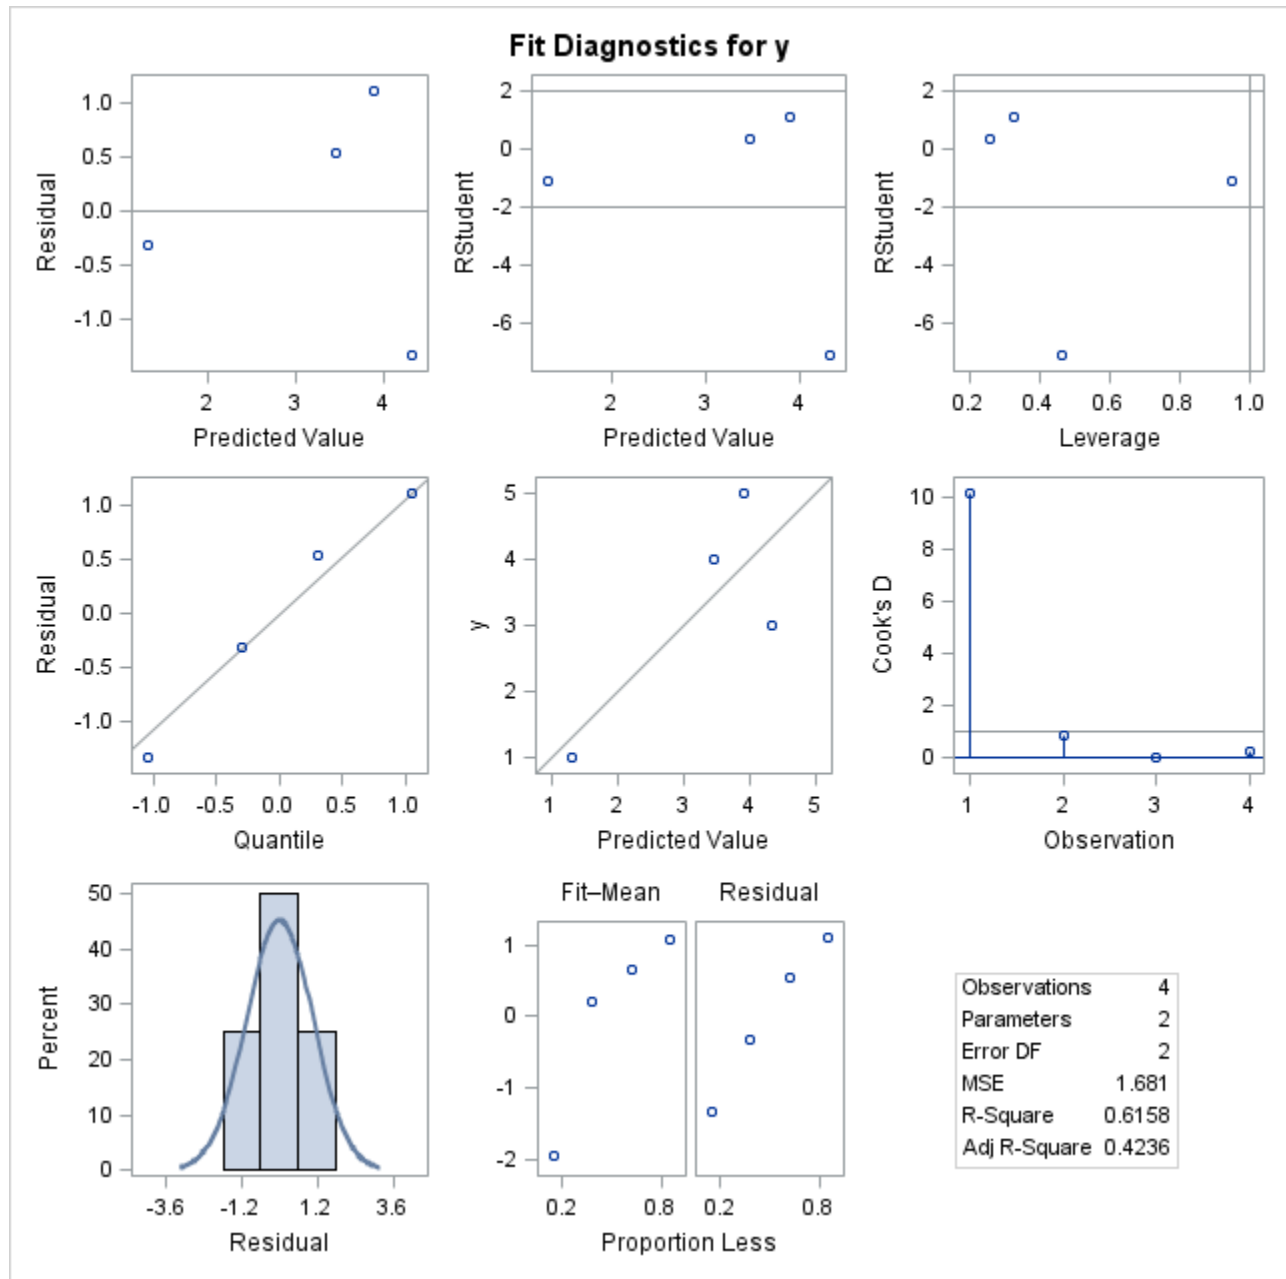 Fit Diagnostics for y
1.0
0.5
0.0
-0.5
-1.0
Residual
2 3 4
Predicted Value
2
0
-2
-4
-6
RStudent
2 3 4
Predicted Value
2
0
-2
-4
-6
RStudent
0.2 0.4 0.6 0.8 1.0
Leverage
1.0
0.5
0.0
-0.5
-1.0
Residual
-1.0 -0.5 0.0 0.5 1.0
Quantile
5
4
3
2
1
y
1 2 3 4 5
Predicted Value
10
8
6
4
2
0
Cook's D
1 2 3 4
Observation
50
40
30
20
10
0
Percent
-3.6 -1.2 1.2 3.6
Residual
Fit–Mean Residual
1
0
-1
-2
0.2 0.8 0.2 0.8
Proportion Less
Observations 4
Parameters 2
Error DF 2
MSE 1.681
R-Square 0.6158
Adj R-Square 0.4236